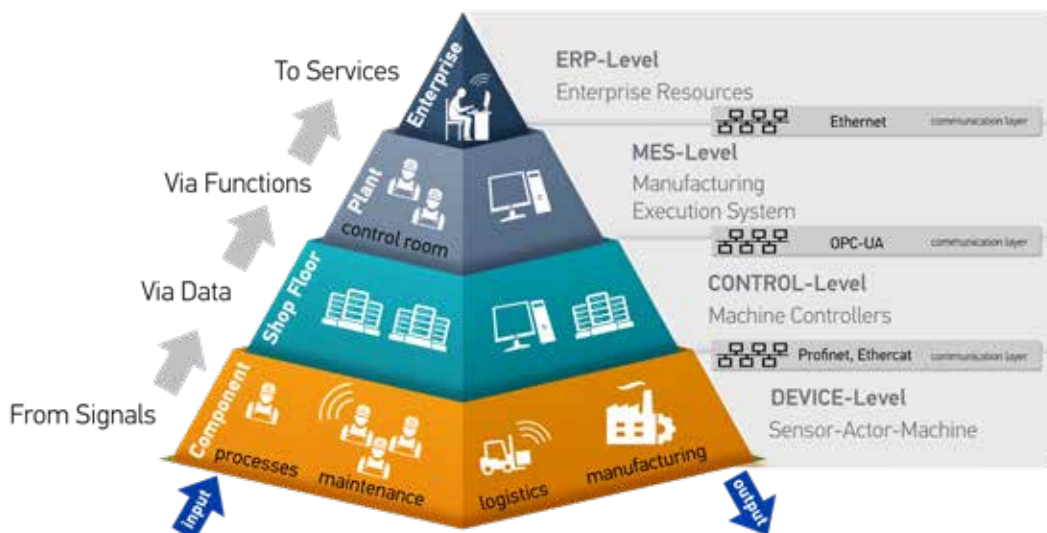 To Services
Via Functions
Via Data
From Signals
Enterprise
Plant
control room
Shop Floor
Component
processes
maintenance
logistics
manufacturing
input
output
ERP-Level
Enterprise Resources
Ethernet communication layer
MES-Level
Manufacturing
Execution System
OPC-UA communication layer
CONTROL-Level
Machine Controllers
Profinet, Ethercat communication layer
DEVICE-Level
Sensor-Actor-Machine